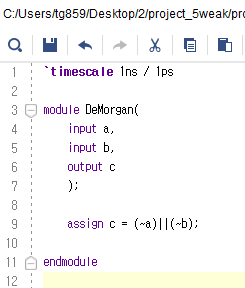 C:/Users/tg859/Desktop/2/project_5weak/pro
1 `timescale 1ns / 1ps
2
3 module DeMorgan(
4 input a,
5 input b,
6 output c
7 );
8
9 assign c = (~a)||(~b);
10
11 endmodule
12